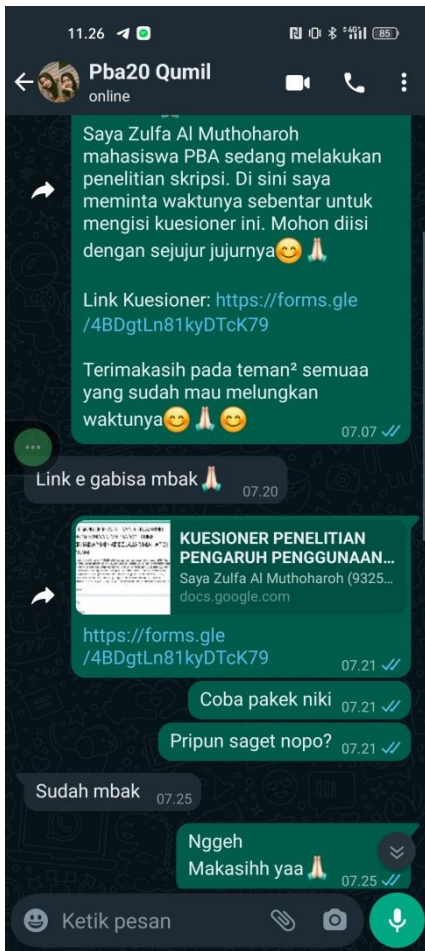 11.26
85
Pba20 Qumil
online
Saya Zulfa Al Muthoharoh
mahasiswa PBA sedang melakukan
penelitian skripsi. Di sini saya
meminta waktunya sebentar untuk
mengisi kuesioner ini. Mohon diisi
dengan sejujur jujurnya😊🙏🏻
Link Kuesioner: https://forms.gle
/4BDgtLn81kyDTcK79
Terimakasih pada teman² semuaa
yang sudah mau melungkan
waktunya😊🙏🏻😊
07.07
Link e gabisa mbak🙏🏻
07.20
KUESIONER PENELITIAN
PENGARUH PENGGUNAAN...
Saya Zulfa Al Muthoharoh (9325...
docs.google.com
https://forms.gle
/4BDgtLn81kyDTcK79
07.21
Coba pakek niki 07.21
Pripun saget nopo? 07.21
Sudah mbak 07.25
Nggeh
Makasihh yaa🙏🏻
07.25
Ketik pesan